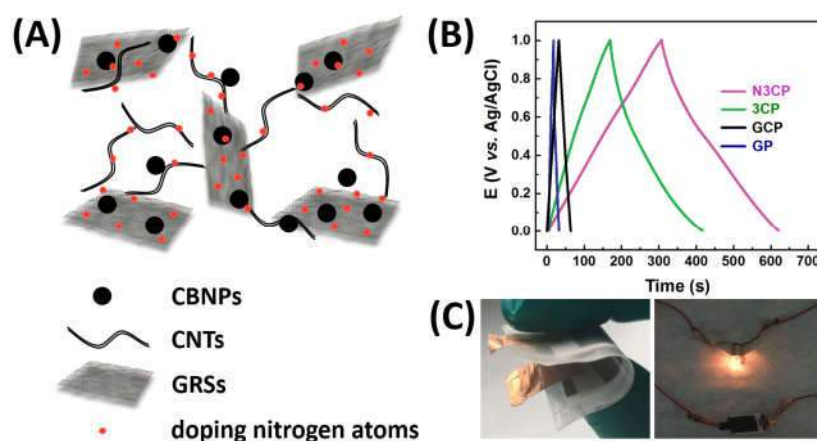 (A)
CBNPs
CNTs
GRSs
doping nitrogen atoms
(B)
E (V vs. Ag/AgCl)
1.0
0.8
0.6
0.4
0.2
0.0
N3CP
3CP
GCP
GP
0 100 200 300 400 500 600 700
Time (s)
(C)